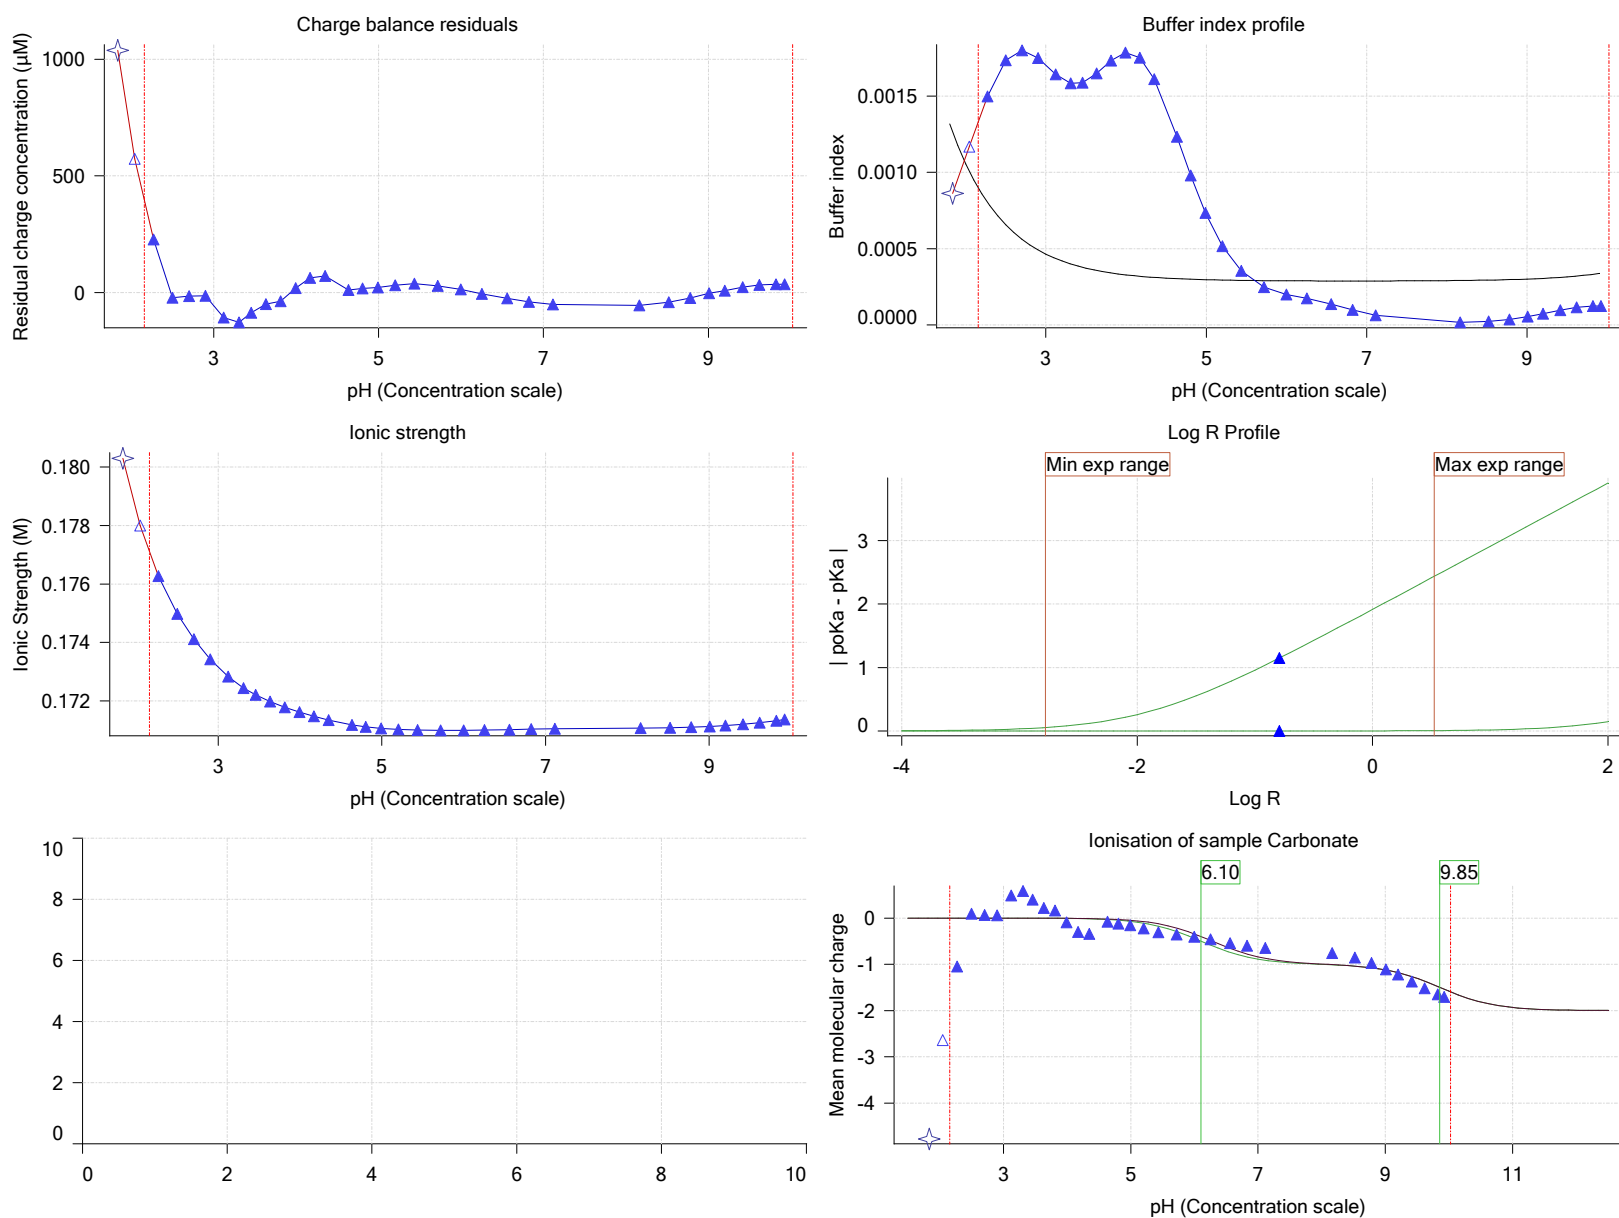 Charge balance residuals
Residual charge concentration (µM)
1000
500
0
3 5 7 9
pH (Concentration scale)
Buffer index profile
Buffer index
0.0015
0.0010
0.0005
0.0000
3 5 7 9
pH (Concentration scale)
Ionic strength
Ionic Strength (M)
0.180
0.178
0.176
0.174
0.172
3 5 7 9
pH (Concentration scale)
Log R Profile
Min exp range
Max exp range
| poKa - pKa |
3
2
1
0
-4 -2 0 2
Log R
10
8
6
4
2
0
0 2 4 6 8 10
Ionisation of sample Carbonate
6.10
9.85
Mean molecular charge
0
-1
-2
-3
-4
3 5 7 9 11
pH (Concentration scale)